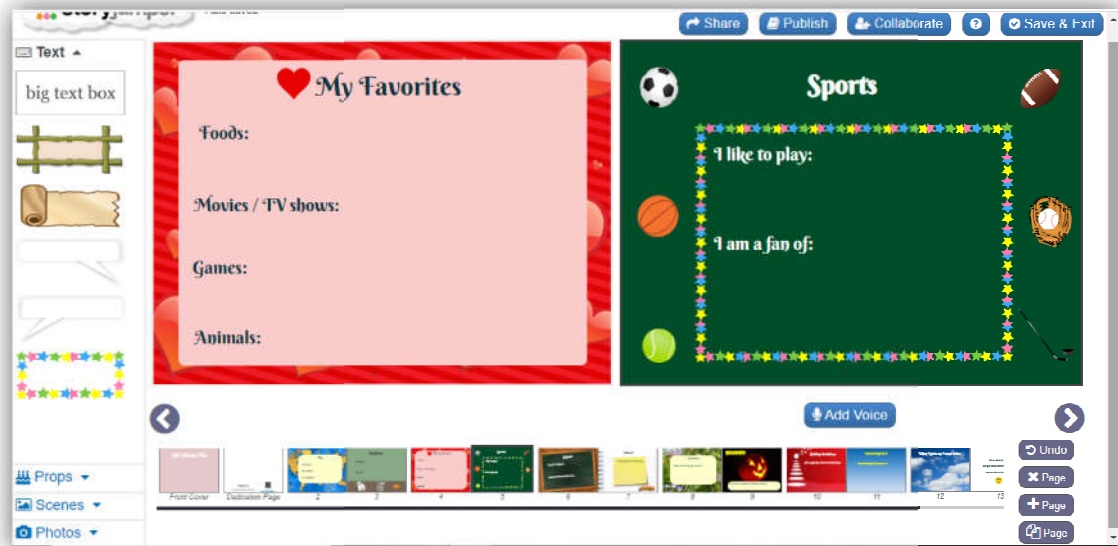 Share
Publish
Collaborate
?
Save & Exit
Text
big text box
Props
Scenes
Photos
My Favorites
Foods:
Movies / TV shows:
Games:
Animals:
Sports
I like to play:
I am a fan of:
Add Voice
Front Cover
Dedication Page
2
3
4
5
6
7
8
9
10
11
12
13
Undo
Page
Page
Page